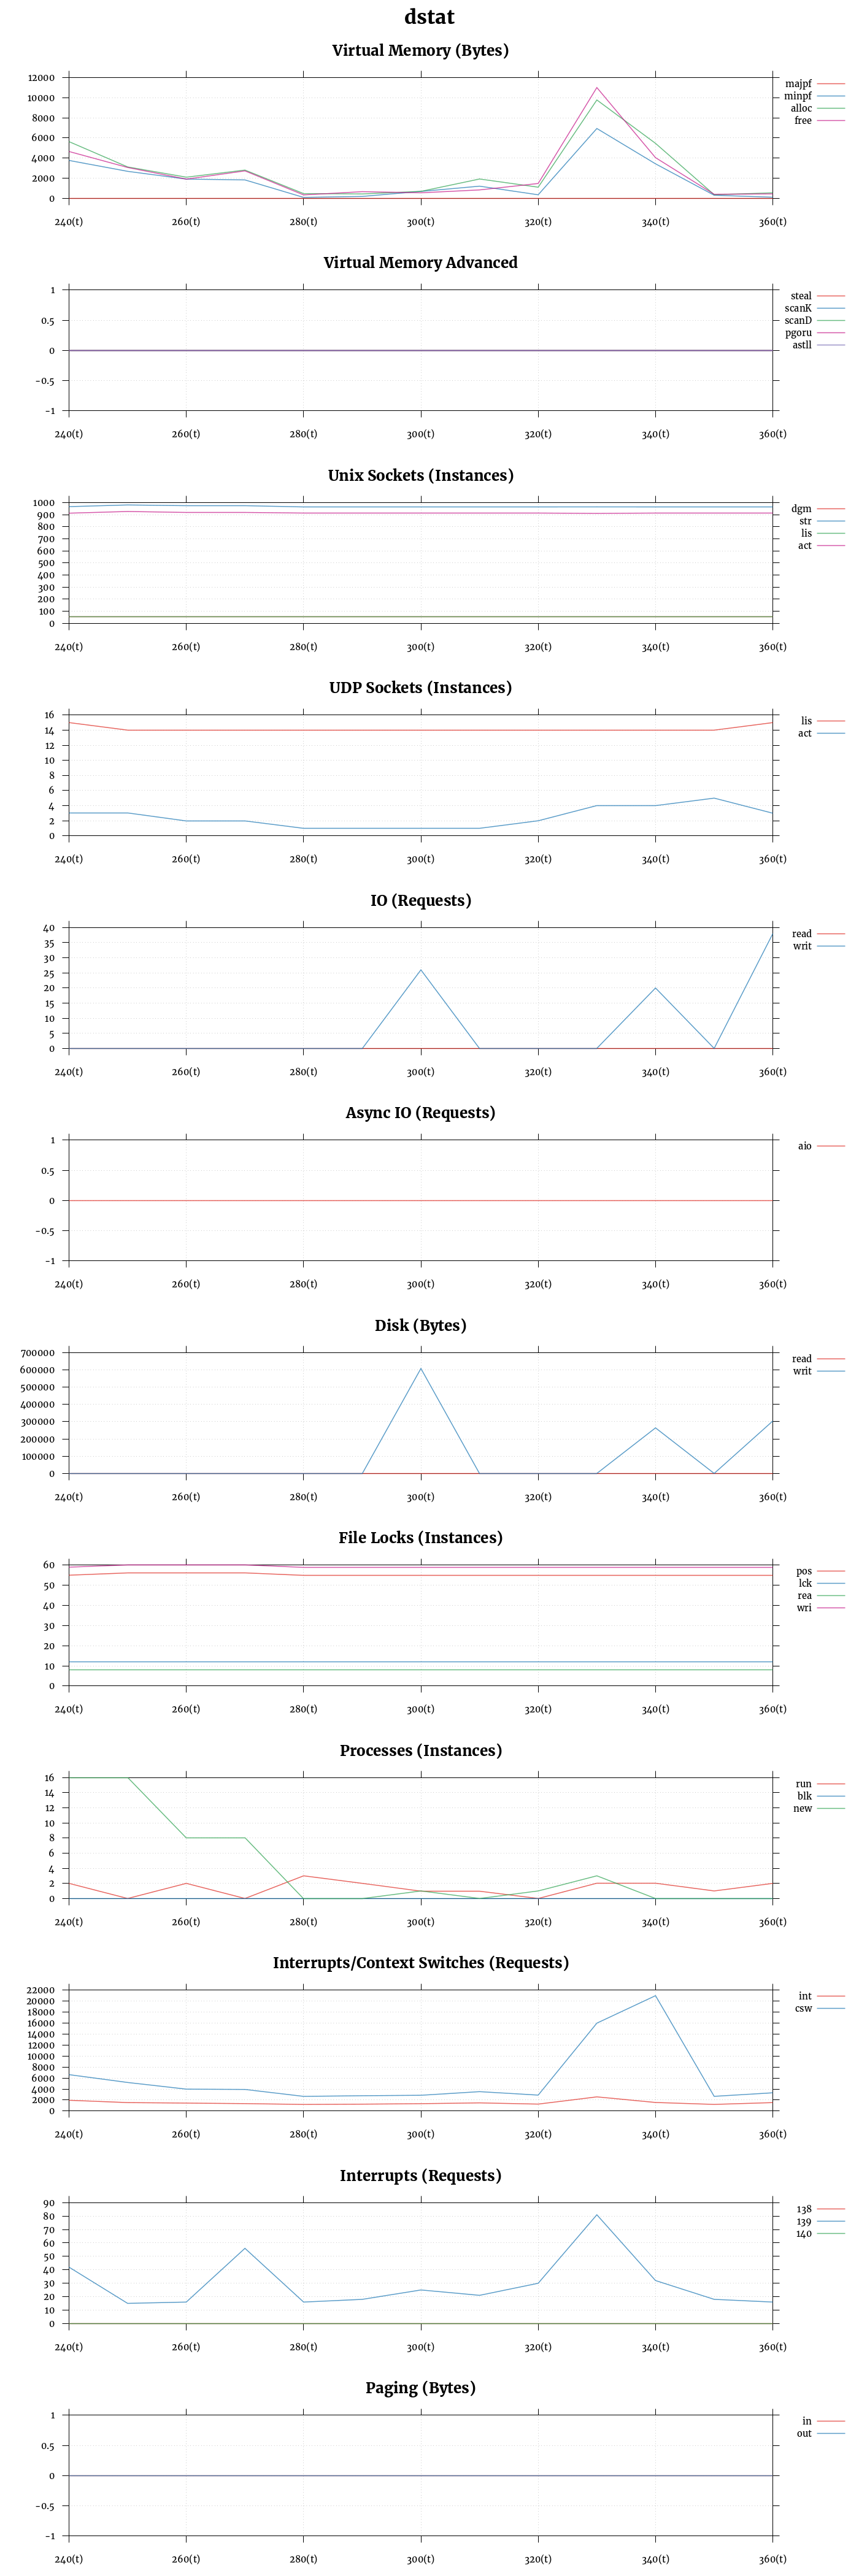 dstat
Virtual Memory (Bytes)
12000
10000
8000
6000
4000
2000
0
240(t) 260(t) 280(t) 300(t) 320(t) 340(t) 360(t)
majpf
minpf
alloc
free
Virtual Memory Advanced
1
0.5
0
-0.5
-1
240(t) 260(t) 280(t) 300(t) 320(t) 340(t) 360(t)
steal
scanK
scanD
pgoru
astll
Unix Sockets (Instances)
1000
900
800
700
600
500
400
300
200
100
0
240(t) 260(t) 280(t) 300(t) 320(t) 340(t) 360(t)
dgm
str
lis
act
UDP Sockets (Instances)
16
14
12
10
8
6
4
2
0
240(t) 260(t) 280(t) 300(t) 320(t) 340(t) 360(t)
lis
act
IO (Requests)
40
35
30
25
20
15
10
5
0
240(t) 260(t) 280(t) 300(t) 320(t) 340(t) 360(t)
read
writ
Async IO (Requests)
1
0.5
0
-0.5
-1
240(t) 260(t) 280(t) 300(t) 320(t) 340(t) 360(t)
aio
Disk (Bytes)
700000
600000
500000
400000
300000
200000
100000
0
240(t) 260(t) 280(t) 300(t) 320(t) 340(t) 360(t)
read
writ
File Locks (Instances)
60
50
40
30
20
10
0
240(t) 260(t) 280(t) 300(t) 320(t) 340(t) 360(t)
pos
lck
rea
wri
Processes (Instances)
16
14
12
10
8
6
4
2
0
240(t) 260(t) 280(t) 300(t) 320(t) 340(t) 360(t)
run
blk
new
Interrupts/Context Switches (Requests)
22000
20000
18000
16000
14000
12000
10000
8000
6000
4000
2000
0
240(t) 260(t) 280(t) 300(t) 320(t) 340(t) 360(t)
int
csw
Interrupts (Requests)
90
80
70
60
50
40
30
20
10
0
240(t) 260(t) 280(t) 300(t) 320(t) 340(t) 360(t)
138
139
140
Paging (Bytes)
1
0.5
0
-0.5
-1
240(t) 260(t) 280(t) 300(t) 320(t) 340(t) 360(t)
in
out